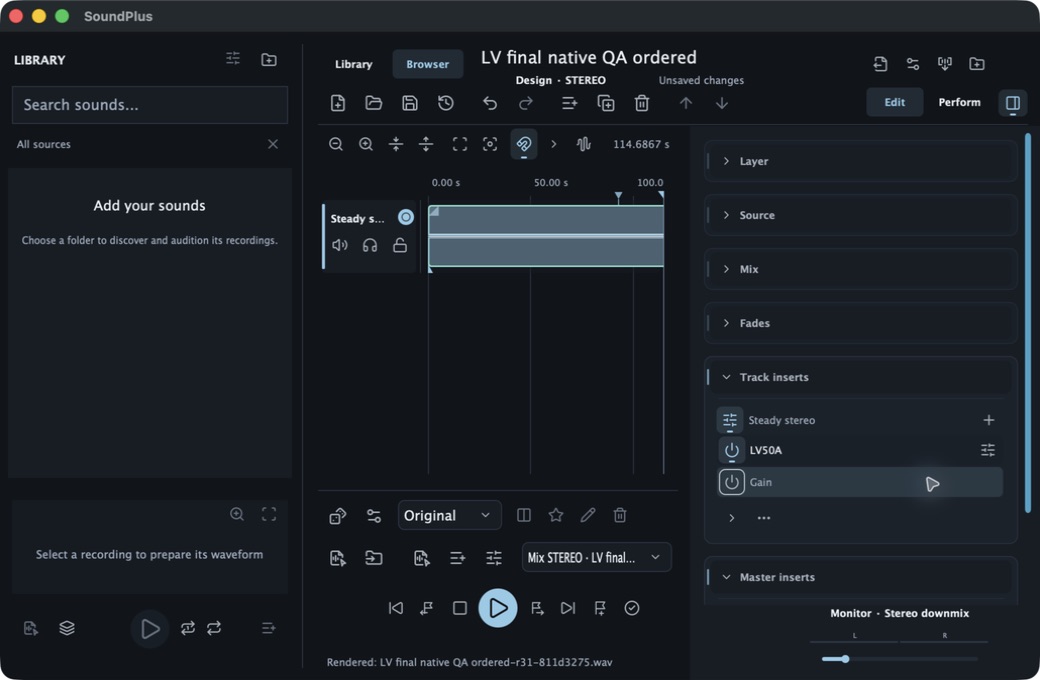 SoundPlus
LIBRARY
Search sounds...
All sources
Add your sounds
Choose a folder to discover and audition its recordings.
Select a recording to prepare its waveform
Library
Browser
LV final native QA ordered
Design · STEREO
Unsaved changes
Edit
Perform
114.6867 s
0.00 s
50.00 s
100.0
Steady s...
Original
Mix STEREO - LV final...
Rendered: LV final native QA ordered-r31-811d3275.wav
Layer
Source
Mix
Fades
Track inserts
Steady stereo
LV50A
Gain
Master inserts
Monitor · Stereo downmix
L
R